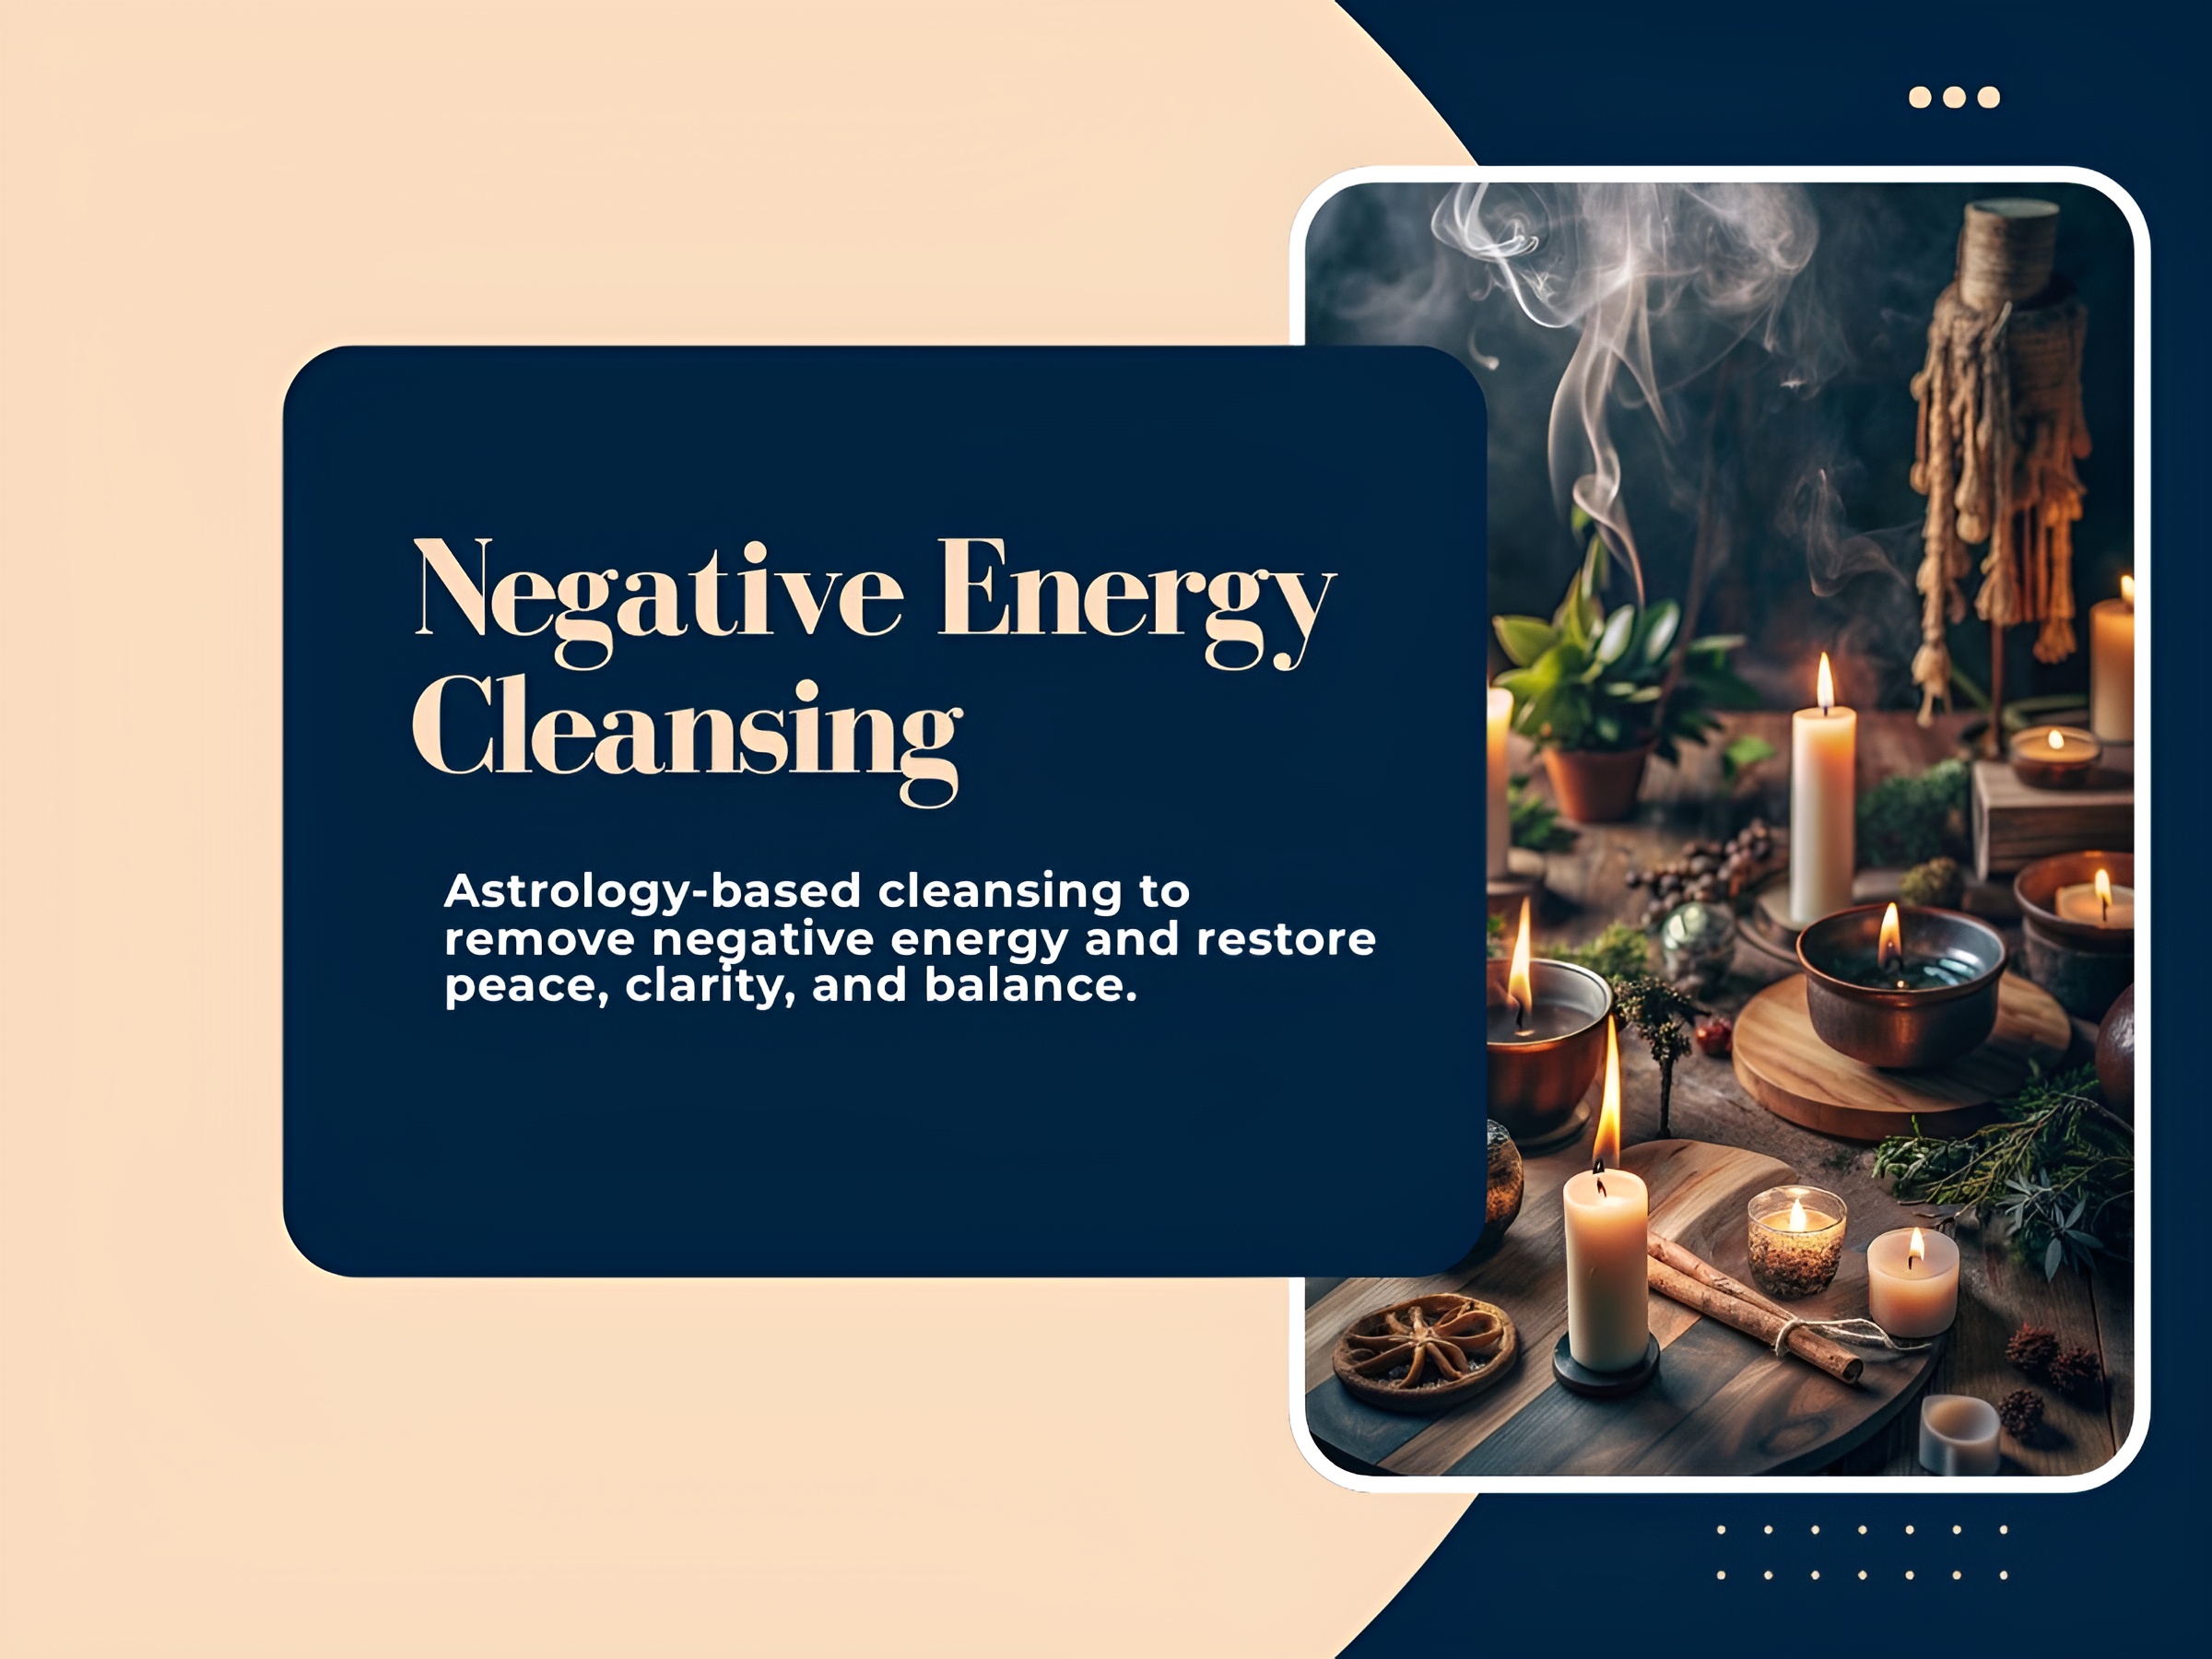 Negative Energy
Cleansing
Astrology-based cleansing to
remove negative energy and restore
peace, clarity, and balance.